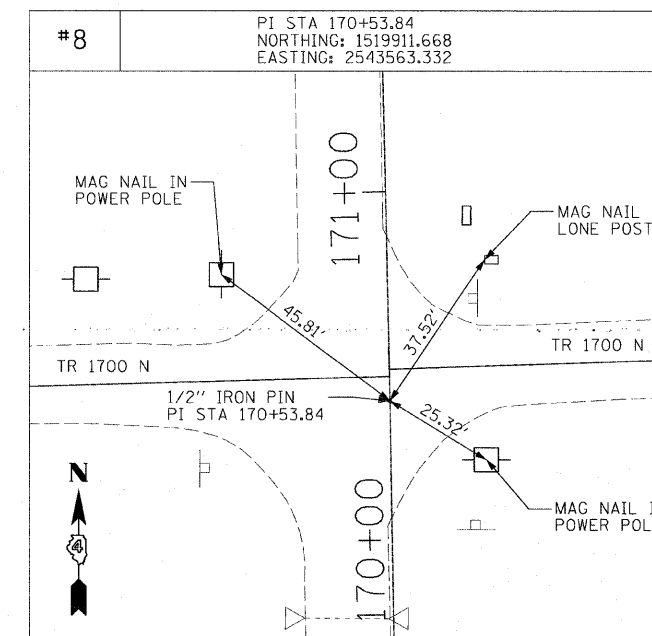 #8
PI STA 170+53.84
NORTHING: 1519911.668
EASTING: 2543563.332
171+00
MAG NAIL IN
POWER POLE
MAG NAIL
LONE POST
45.81'
37.52'
TR 1700 N
TR 1700 N
1/2" IRON PIN
PI STA 170+53.84
25.32'
N
4
170+00
MAG NAIL
POWER POL